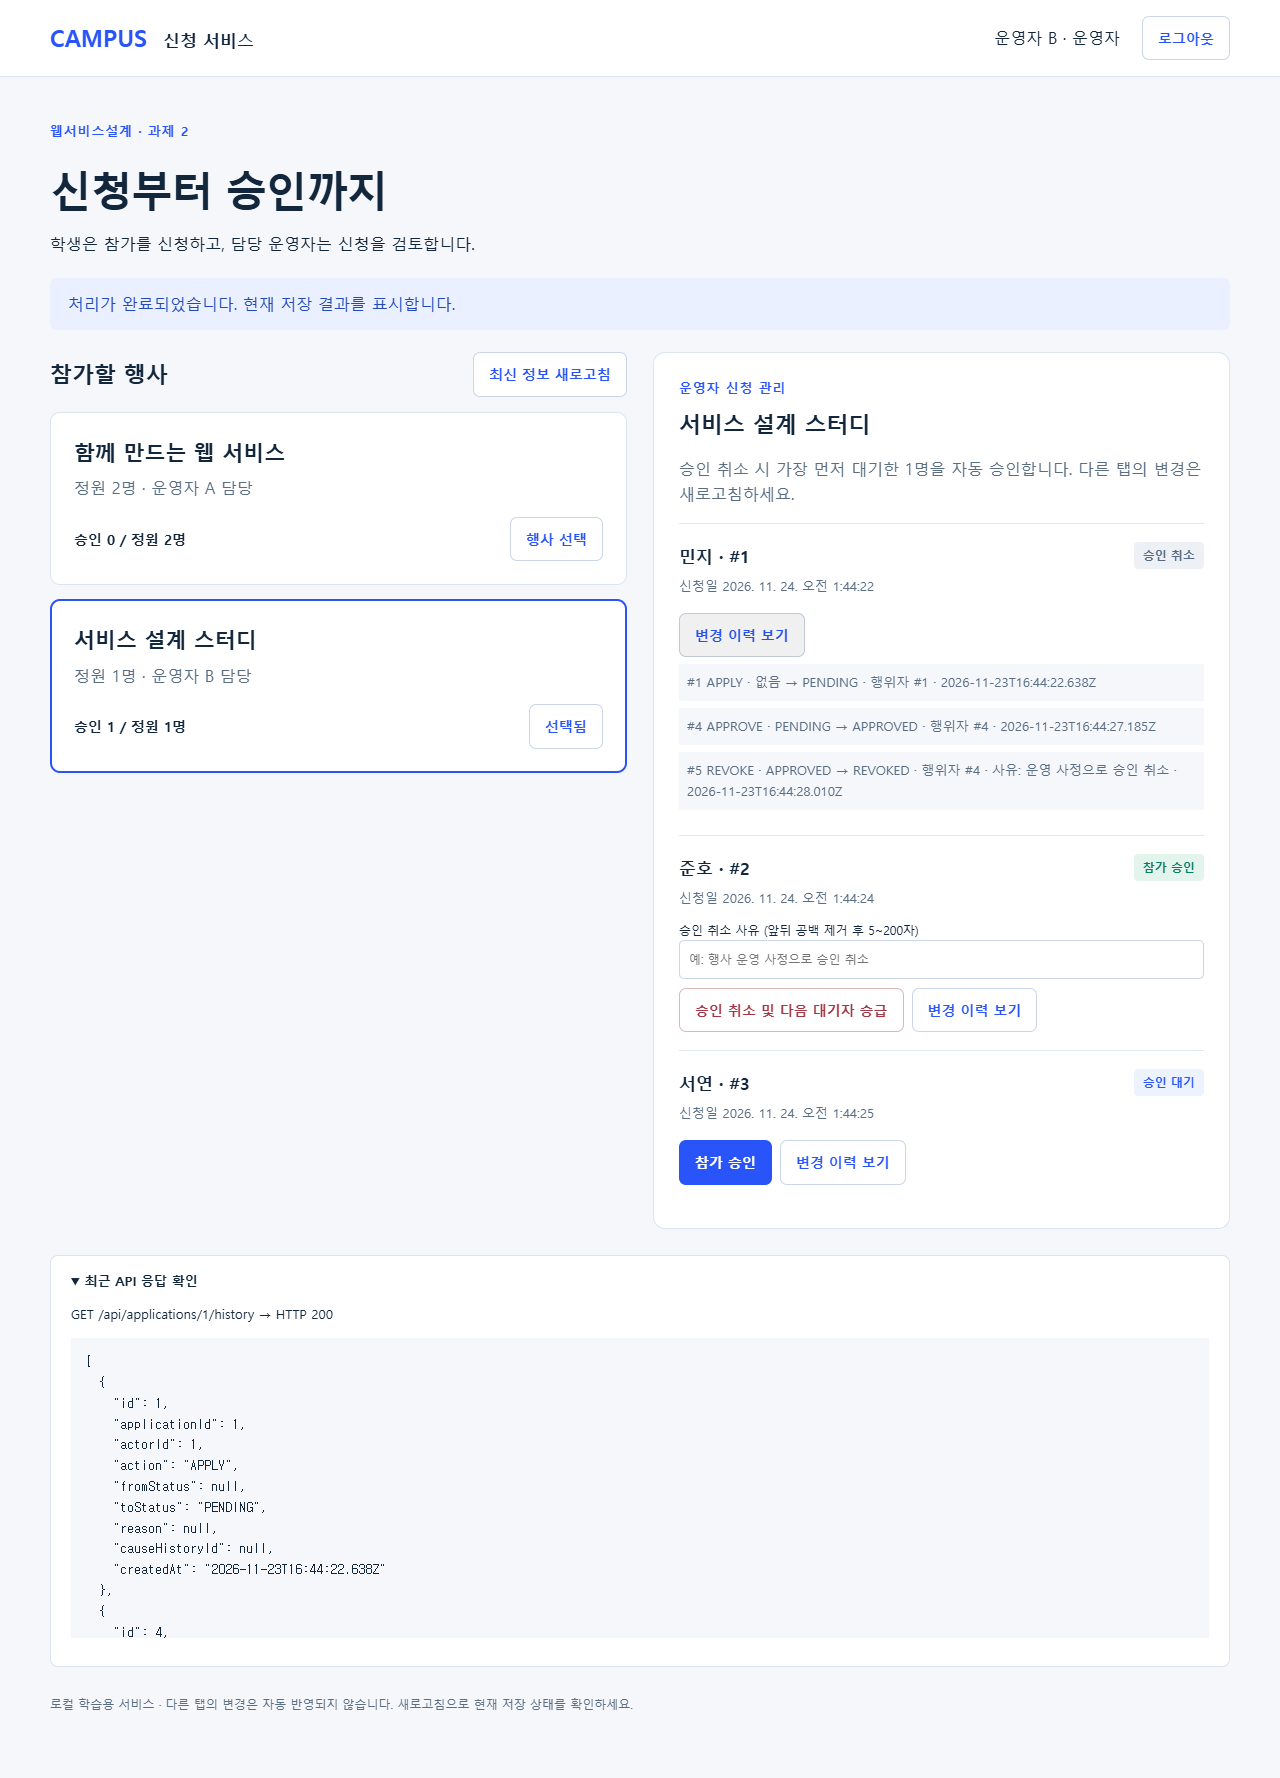 CAMPUS 신청 서비스
운영자 B · 운영자
로그아웃
웹서비스설계 · 과제 2
신청부터 승인까지
학생은 참가를 신청하고, 담당 운영자는 신청을 검토합니다.
처리가 완료되었습니다. 현재 저장 결과를 표시합니다.
참가할 행사
최신 정보 새로고침
함께 만드는 웹 서비스
정원 2명 · 운영자 A 담당
승인 0 / 정원 2명
행사 선택
서비스 설계 스터디
정원 1명 · 운영자 B 담당
승인 1 / 정원 1명
선택됨
운영자 신청 관리
서비스 설계 스터디
승인 취소 시 가장 먼저 대기한 1명을 자동 승인합니다. 다른 탭의 변경은
새로고침하세요.
민지 · #1
승인 취소
신청일 2026. 11. 24. 오전 1:44:22
변경 이력 보기
#1 APPLY · 없음 → PENDING · 행위자 #1 · 2026-11-23T16:44:22.638Z
#4 APPROVE · PENDING → APPROVED · 행위자 #4 · 2026-11-23T16:44:27.185Z
#5 REVOKE · APPROVED → REVOKED · 행위자 #4 · 사유: 운영 사정으로 승인 취소 ·
2026-11-23T16:44:28.010Z
준호 · #2
참가 승인
신청일 2026. 11. 24. 오전 1:44:24
승인 취소 사유 (앞뒤 공백 제거 후 5~200자)
예: 행사 운영 사정으로 승인 취소
승인 취소 및 다음 대기자 승급
변경 이력 보기
서연 · #3
승인 대기
신청일 2026. 11. 24. 오전 1:44:25
참가 승인
변경 이력 보기
▼ 최근 API 응답 확인
GET /api/applications/1/history → HTTP 200
[
{
"id": 1,
"applicationId": 1,
"actorId": 1,
"action": "APPLY",
"fromStatus": null,
"toStatus": "PENDING",
"reason": null,
"causeHistoryId": null,
"createdAt": "2026-11-23T16:44:22.638Z"
},
{
"id": 4,
로컬 학습용 서비스 · 다른 탭의 변경은 자동 반영되지 않습니다. 새로고침으로 현재 저장 상태를 확인하세요.